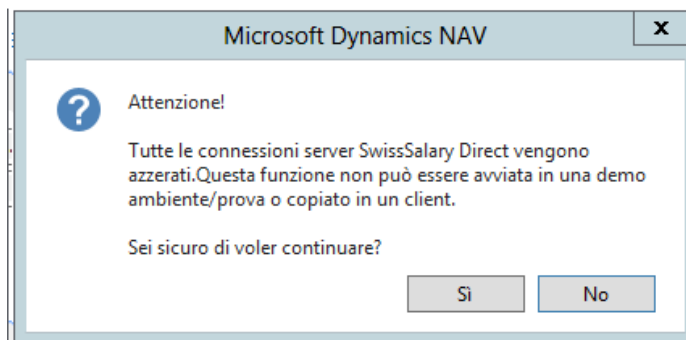 Microsoft Dynamics NAV
x
?
Attenzione!
Tutte le connessioni server SwissSalary Direct vengono
azzerati.Questa funzione non può essere avviata in una demo
ambiente/prova o copiato in un client.
Sei sicuro di voler continuare?
Sì
No